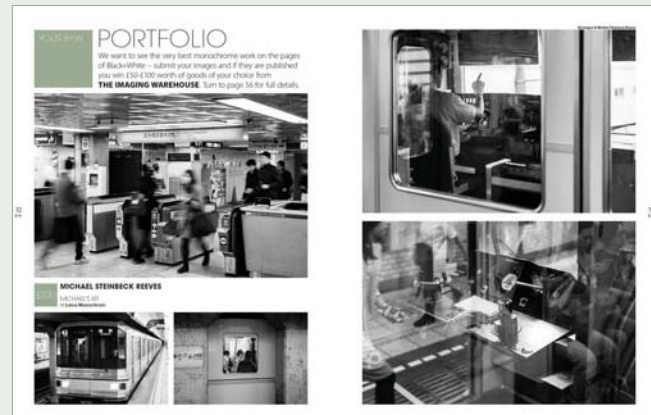 YOUR B+W
PORTFOLIO
We want to see the very best monochrome work on the pages
of Black+White – submit your images and if they are published
you win £50-£100 worth of goods of your choice from
THE IMAGING WAREHOUSE. Turn to page 56 for full details.
MICHAEL STEINBECK REEVES
£100
MICHAEL'S KIT